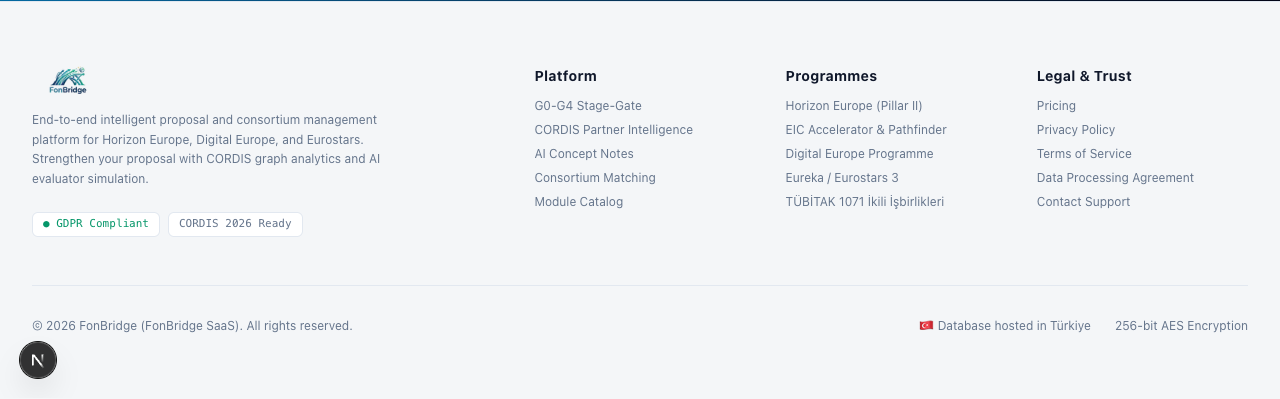 FonBridge
End-to-end intelligent proposal and consortium management
platform for Horizon Europe, Digital Europe, and Eurostars.
Strengthen your proposal with CORDIS graph analytics and AI
evaluator simulation.
GDPR Compliant
CORDIS 2026 Ready
Platform
G0-G4 Stage-Gate
CORDIS Partner Intelligence
AI Concept Notes
Consortium Matching
Module Catalog
Programmes
Horizon Europe (Pillar II)
EIC Accelerator & Pathfinder
Digital Europe Programme
Eureka / Eurostars 3
TÜBİTAK 1071 İkili İşbirlikleri
Legal & Trust
Pricing
Privacy Policy
Terms of Service
Data Processing Agreement
Contact Support
© 2026 FonBridge (FonBridge SaaS). All rights reserved.
🇹🇷 Database hosted in Türkiye
256-bit AES Encryption
N